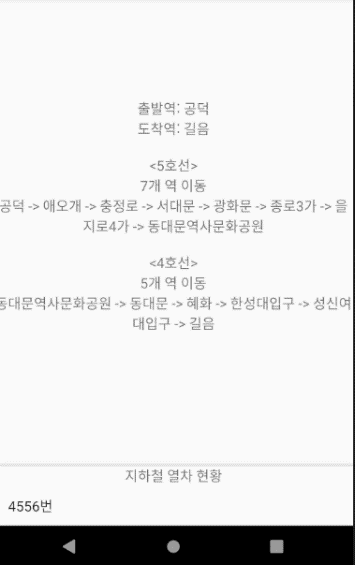 출발역: 공덕
도착역: 길음
<5호선>
7개 역 이동
공덕 -> 애오개 -> 충정로 -> 서대문 -> 광화문 -> 종로3가 -> 을
지로4가 -> 동대문역사문화공원
<4호선>
5개 역 이동
동대문역사문화공원 -> 동대문 -> 혜화 -> 한성대입구 -> 성신여
대입구 -> 길음
지하철 열차 현황
4556번